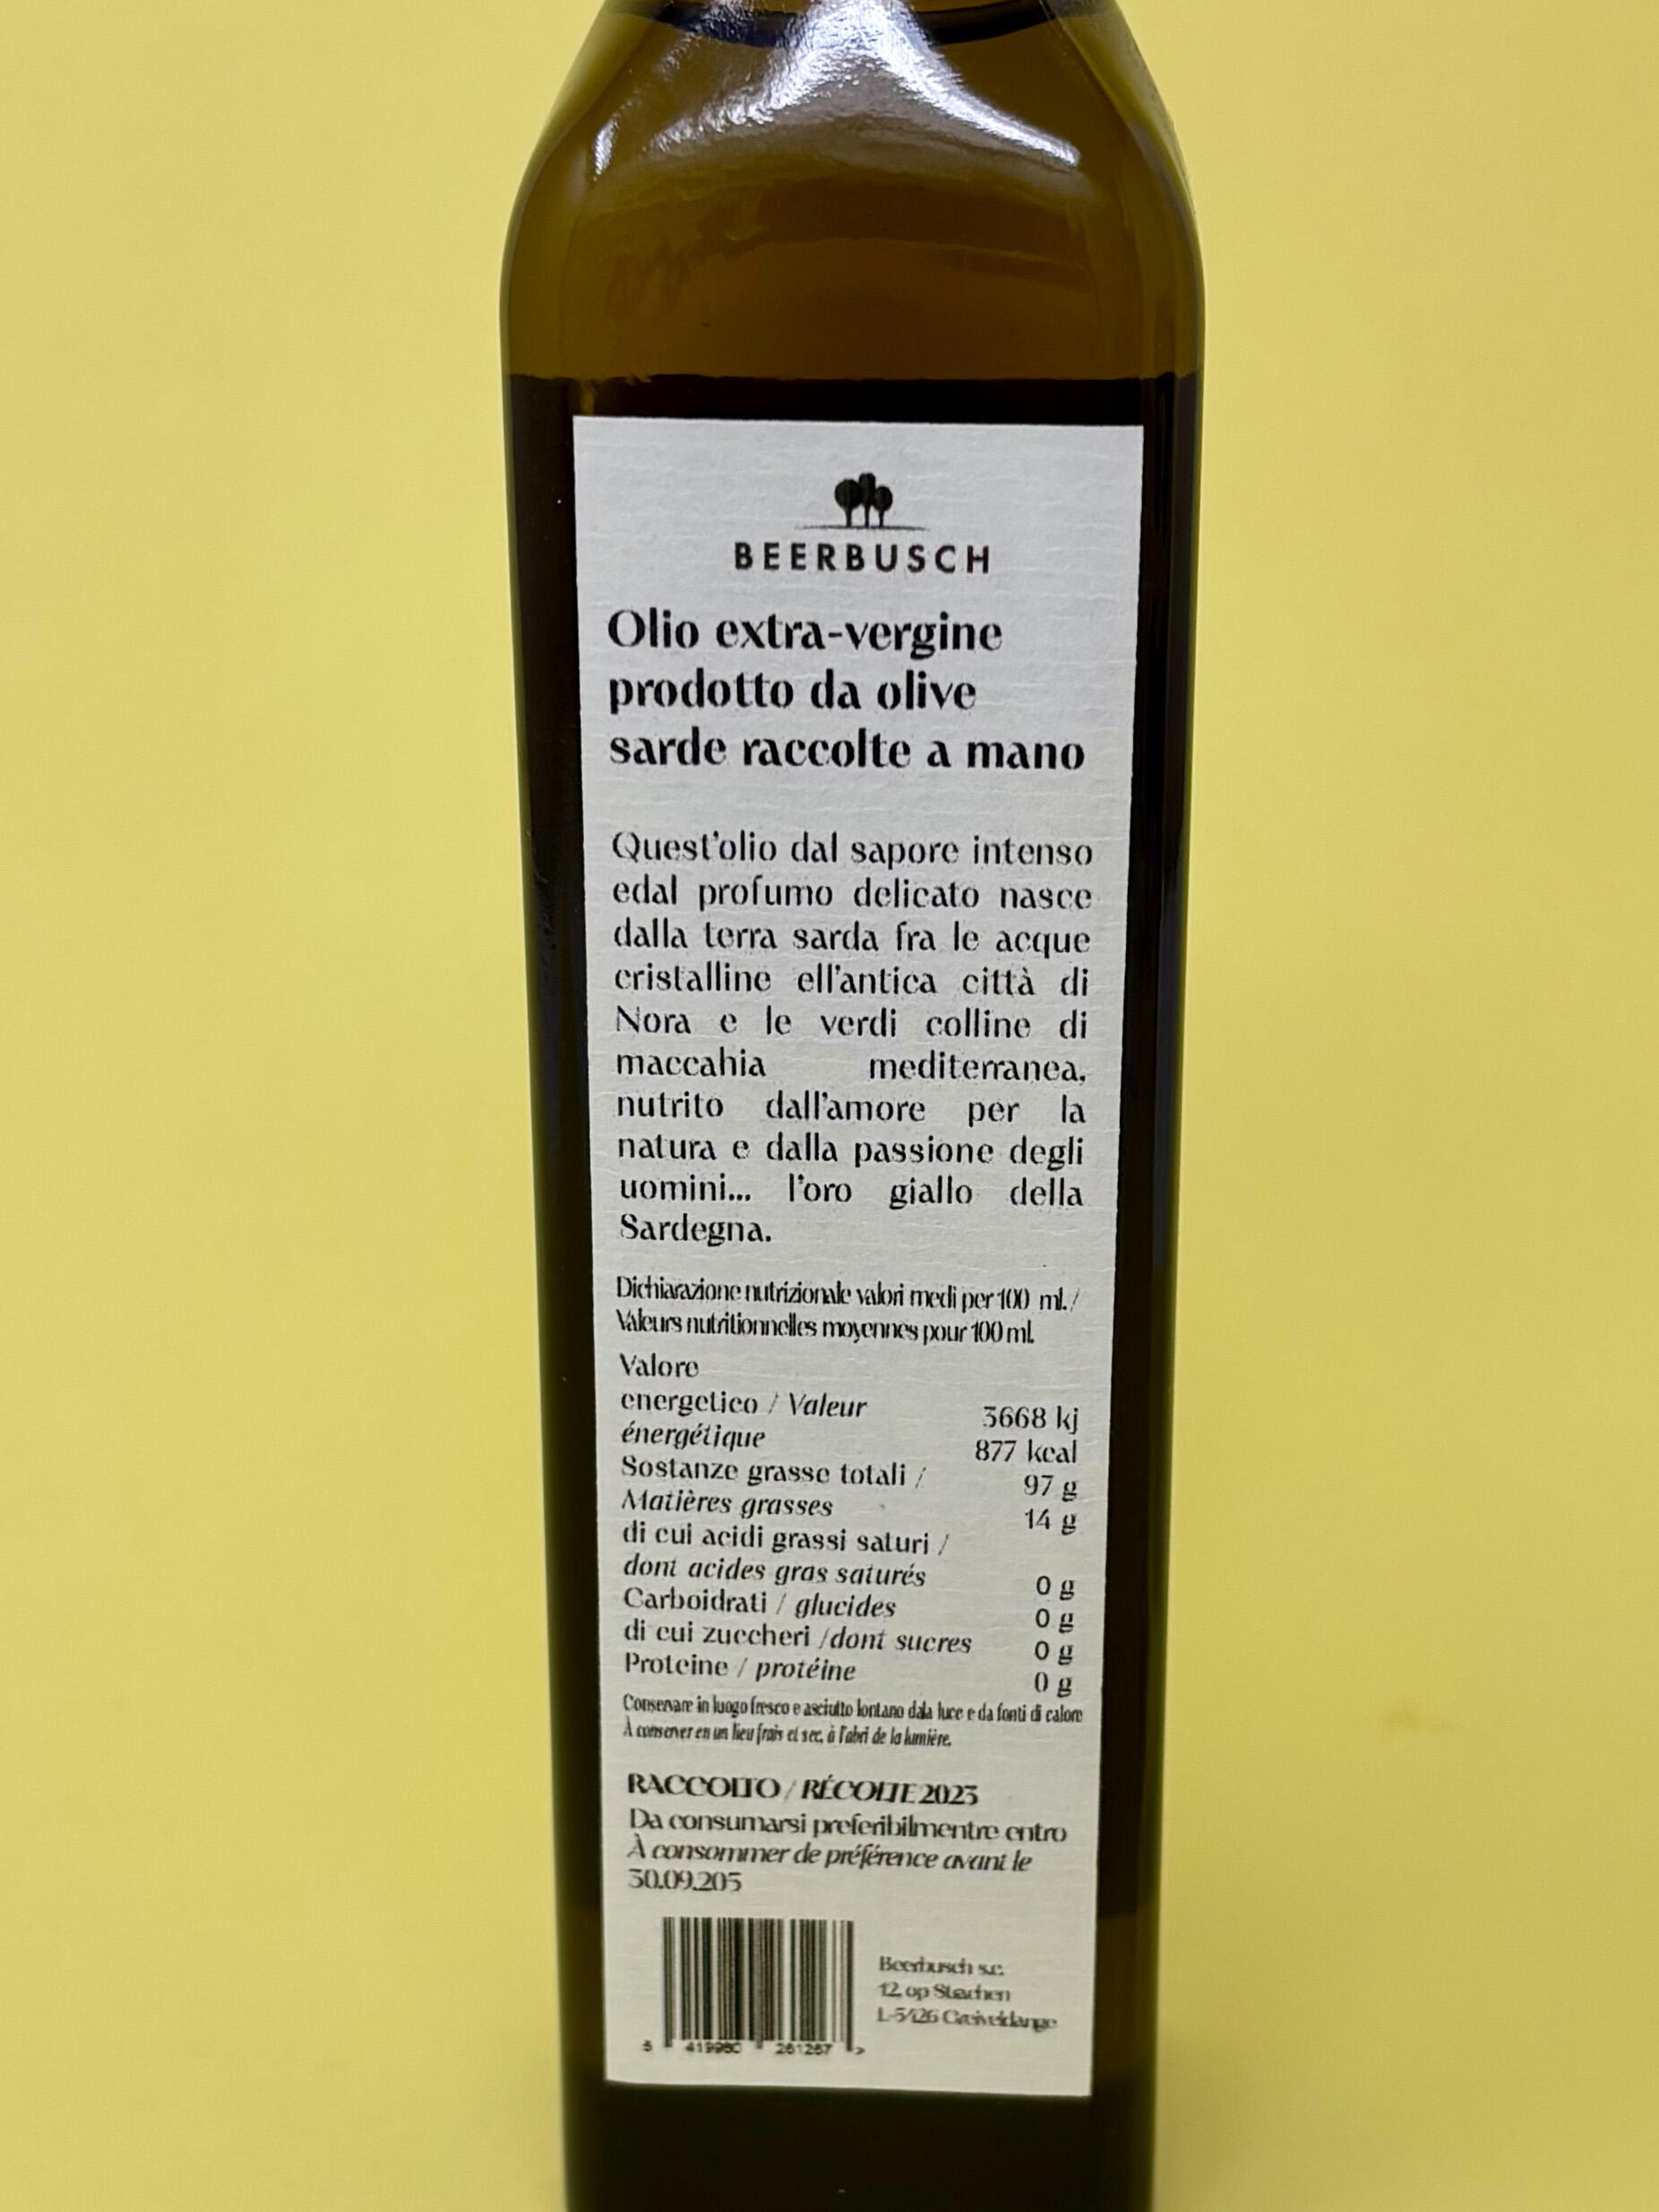 BEERBUSCH
Olio extra-vergine
prodotto da olive
sarde raccolte a mano
Quest'olio dal sapore intenso
edal profumo delicato nasce
dalla terra sarda fra le acque
cristalline ell'antica città di
Nora e le verdi colline di
maccahia mediterranea,
nutrito dall'amore per la
natura e dalla passione degli
uomini... l'oro giallo della
Sardegna.
Dichiarazione nutrizionale valori medi per 100 ml. /
Valeurs nutritionnelles moyennes pour 100 ml.
Valore
energetico / Valeur 3668 kj
énergétique 877 kcal
Sostanze grasse totali / 97 g
Matières grasses 14 g
di cui acidi grassi saturi /
dont acides gras saturés 0 g
Carboidrati / glucides 0 g
di cui zuccheri /dont sucres 0 g
Proteine / protéine 0 g
Conservare in luogo fresco e asciutto lontano dala luce e da fonti di calore
À conserver en un lieu frais et sec, à l'abri de la lumière.
RACCOLTO / RÉCOLTE 2023
Da consumarsi preferibilmentre entro
À consommer de préférence avant le
30.09.205
Beerbusch s.c.
12, op Stachen
L-5426 Greiveldange
5 419980 261267 >